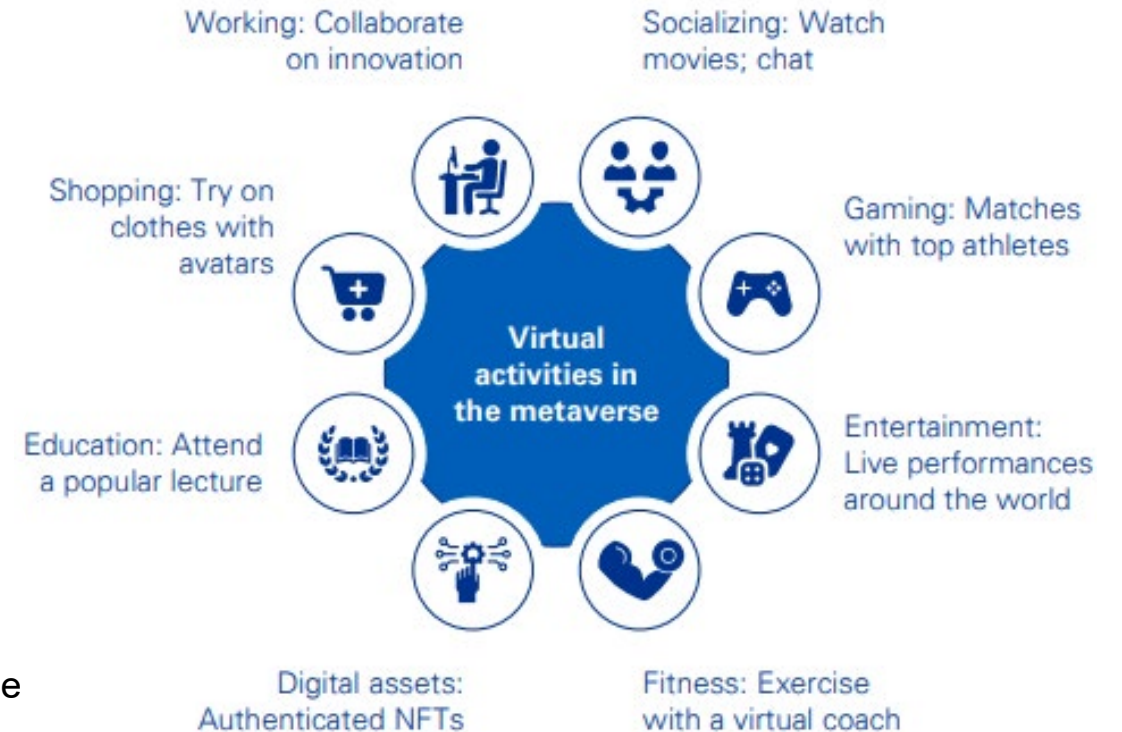 Working: Collaborate
on innovation
Socializing: Watch
movies; chat
Shopping: Try on
clothes with
avatars
Gaming: Matches
with top athletes
Virtual
activities in
the metaverse
Education: Attend
a popular lecture
Entertainment:
Live performances
around the world
e
Digital assets:
Authenticated NFTs
Fitness: Exercise
with a virtual coach